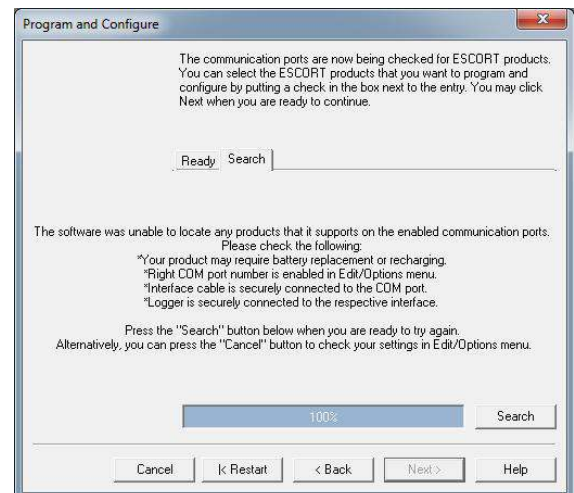 Program and Configure
The communication ports are now being checked for ESCORT products.
You can select the ESCORT products that you want to program and
configure by putting a check in the box next to the entry. You may click
Next when you are ready to continue.
Ready Search
The software was unable to locate any products that it supports on the enabled communication ports.
Please check the following:
*Your product may require battery replacement or recharging.
*Right COM port number is enabled in Edit/Options menu.
*Interface cable is securely connected to the COM port.
*Logger is securely connected to the respective interface.
Press the "Search" button below when you are ready to try again.
Alternatively, you can press the "Cancel" button to check your settings in Edit/Options menu.
100% Search
Cancel |< Restart < Back Next > Help